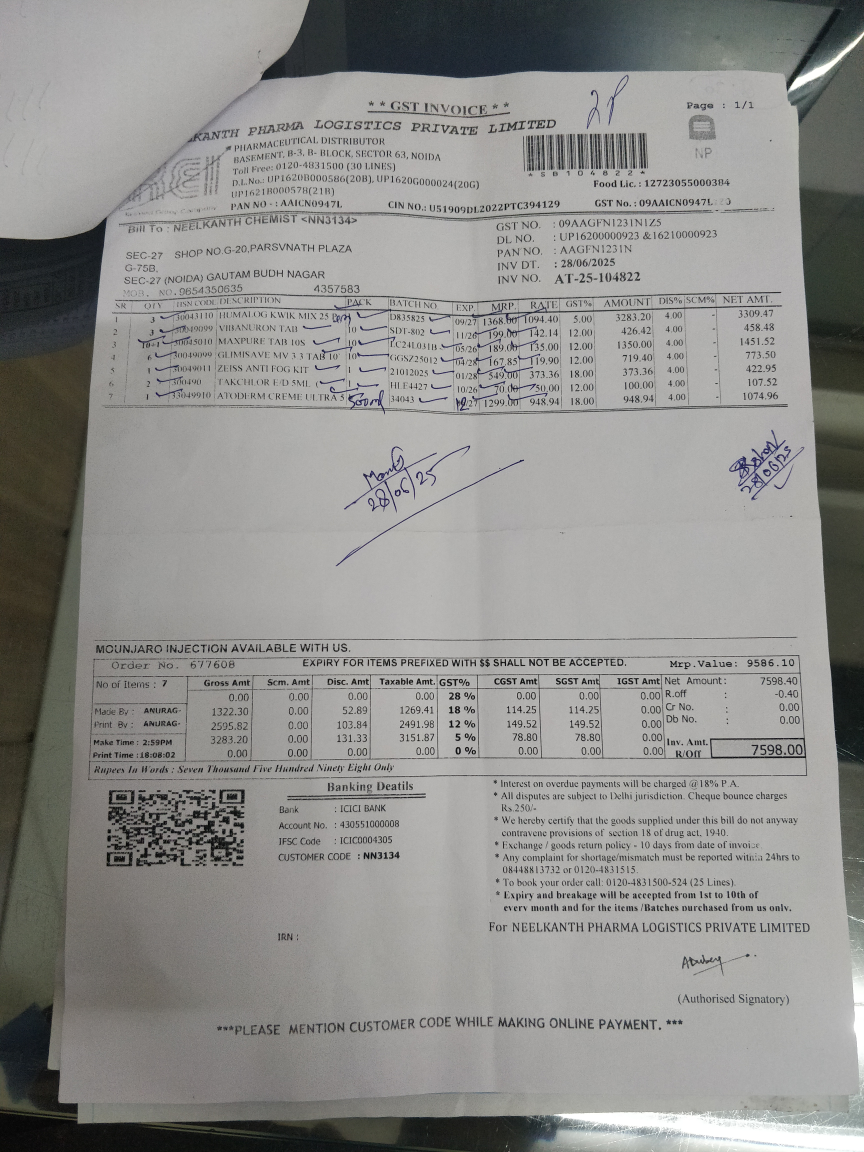 * * GST INVOICE * *
2P
Page : 1/1
LKANTH PHARMA LOGISTICS PRIVATE LIMITED
PHARMACEUTICAL DISTRIBUTOR
BASEMENT, B-3, B- BLOCK, SECTOR 63, NOIDA
Toll Free: 0120-4831500 (30 LINES)
D.L.No.: UP1620B000586(20B), UP1620G000024(20G)
UP1621B000578(21B)
PAN NO - : AAICN0947L
CIN NO.: U51909DL2022PTC394129
*SB104822*
NP
Food Lic. : 12723055000384
GST No. : 09AAICN0947L
Bill To : NEELKANTH CHEMIST <NN3134>
SEC-27 SHOP NO.G-20,PARSVNATH PLAZA
G-75B,
SEC-27 (NOIDA) GAUTAM BUDH NAGAR
MOB. NO.9654350635 4357583
GST NO. : 09AAGFN1231N1Z5
DL NO. : UP16200000923 &16210000923
PAN NO. : AAGFN1231N
INV DT. : 28/06/2025
INV NO. AT-25-104822
SR QTY HSN CODE DESCRIPTION PACK BATCH NO. EXP. MRP. RATE GST% AMOUNT DIS% SCM% NET AMT.
1 3 30043110 HUMALOG KWIK MIX 25 D835825 09/27 1368.00 1094.40 5.00 3283.20 4.00 - 3309.47
2 3 30049099 VIBANURON TAB 10 SDT-802 11/26 199.00 142.14 12.00 426.42 4.00 - 458.48
3 10+1 30045010 MAXPURE TAB 10S 10 LC24L031B 05/26 189.00 135.00 12.00 1350.00 4.00 - 1451.52
4 6 30049099 GLIMISAVE MV 3 3 TAB 10 GGSZ25012 04/28 167.85 119.90 12.00 719.40 4.00 - 773.50
5 1 30049011 ZEISS ANTI FOG KIT 1 21012025 01/28 549.00 373.36 18.00 373.36 4.00 - 422.95
6 2 300490 TAKCHLOR E/D 5ML 1 HLE4427 10/26 70.00 50.00 12.00 100.00 4.00 - 107.52
7 1 33049910 ATODERM CREME ULTRA 5 500ml 34043 12/27 1299.00 948.94 18.00 948.94 4.00 - 1074.96
28/06/25
28/06/25
MOUNJARO INJECTION AVAILABLE WITH US.
Order No. 677608 EXPIRY FOR ITEMS PREFIXED WITH $$ SHALL NOT BE ACCEPTED. Mrp.Value: 9586.10
No of Items : 7 Gross Amt Scm. Amt Disc. Amt Taxable Amt. GST% CGST Amt SGST Amt IGST Amt Net Amount: 7598.40
0.00 0.00 0.00 0.00 28 % 0.00 0.00 0.00 R.off : -0.40
Made By : ANURAG- 1322.30 0.00 52.89 1269.41 18 % 114.25 114.25 0.00 Cr No. : 0.00
Print By : ANURAG- 2595.82 0.00 103.84 2491.98 12 % 149.52 149.52 0.00 Db No. : 0.00
Make Time : 2:59PM 3283.20 0.00 131.33 3151.87 5 % 78.80 78.80 0.00
Print Time :18:08:02 0.00 0.00 0.00 0.00 0 % 0.00 0.00 0.00 Inv. Amt. R/Off 7598.00
Rupees In Words : Seven Thousand Five Hundred Ninety Eight Only
Banking Deatils
Bank : ICICI BANK
Account No. : 430551000008
IFSC Code : ICIC0004305
CUSTOMER CODE : NN3134
* Interest on overdue payments will be charged @18% P.A.
* All disputes are subject to Delhi jurisdiction. Cheque bounce charges
Rs.250/-
* We hereby certify that the goods supplied under this bill do not anyway
contravene provisions of section 18 of drug act, 1940.
* Exchange / goods return policy - 10 days from date of invoice.
* Any complaint for shortage/mismatch must be reported within 24hrs to
08448813732 or 0120-4831515.
* To book your order call: 0120-4831500-524 (25 Lines).
* Expiry and breakage will be accepted from 1st to 10th of
every month and for the items /Batches purchased from us only.
IRN :
For NEELKANTH PHARMA LOGISTICS PRIVATE LIMITED
ADubey
(Authorised Signatory)
***PLEASE MENTION CUSTOMER CODE WHILE MAKING ONLINE PAYMENT. ***